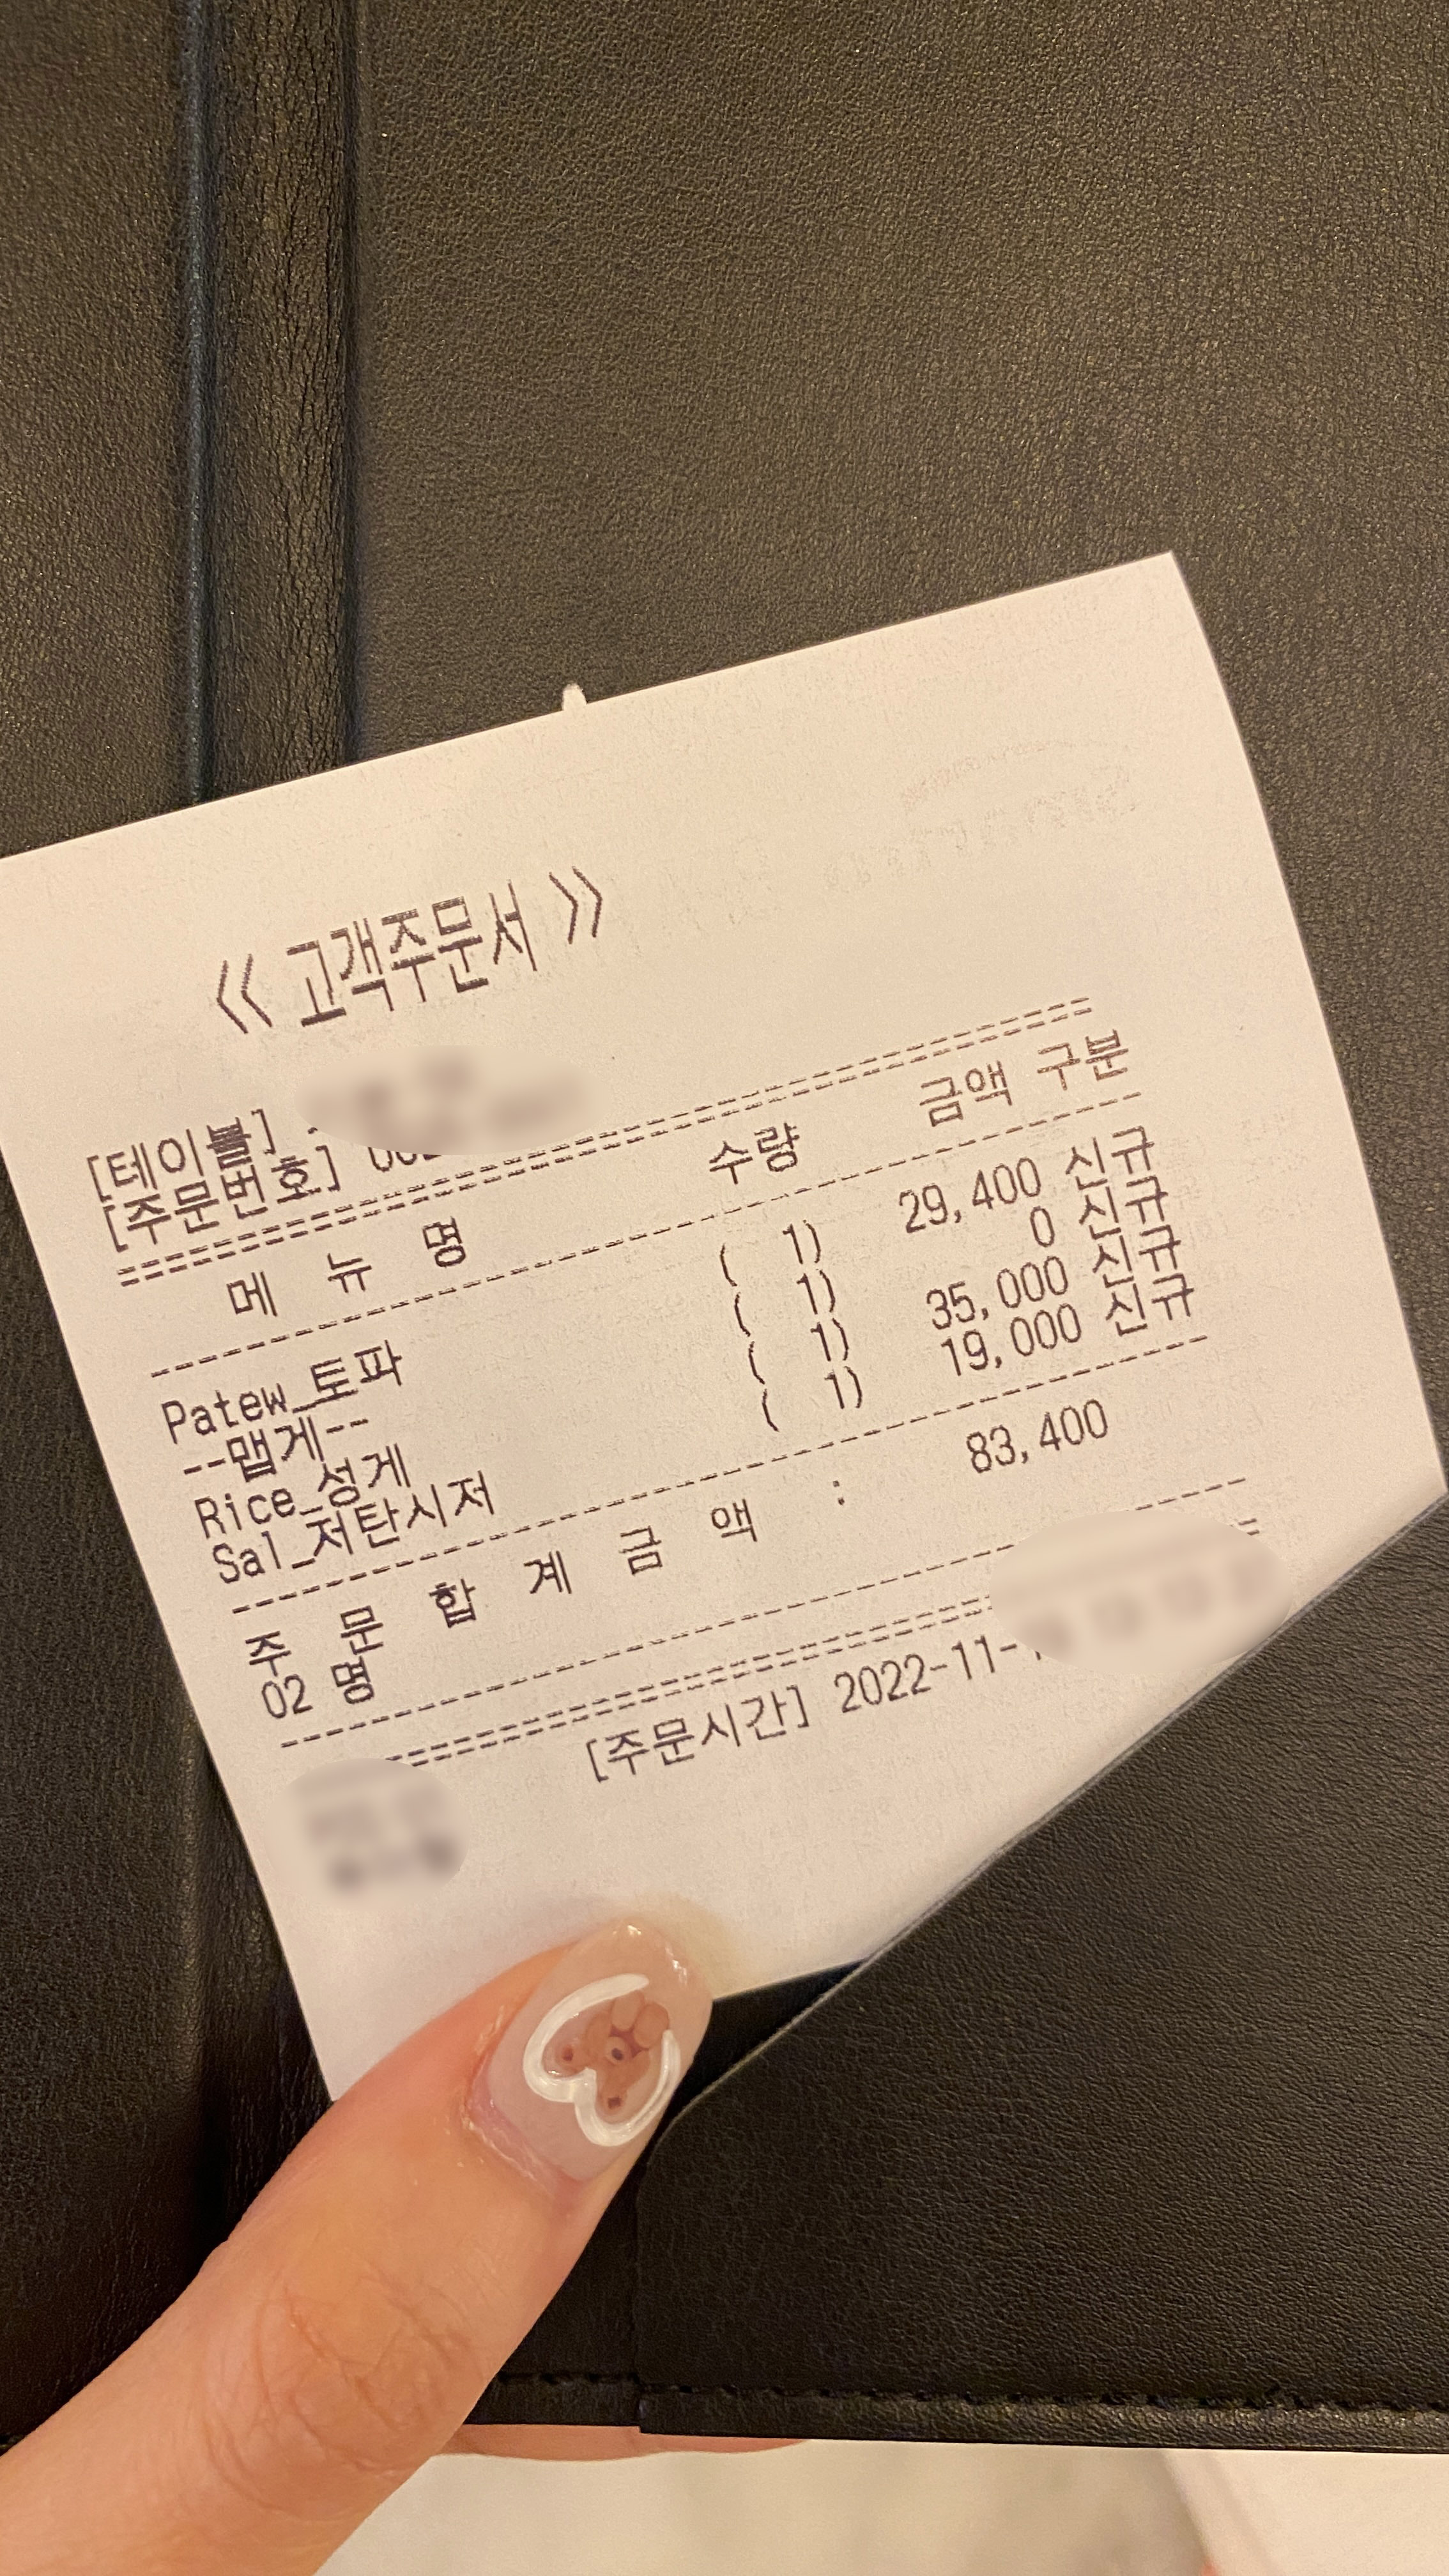 《 고객주문서 》
[테이블]
[주문번호]
메 뉴 명 수량 금액 구분
Patew_토파 ( 1) 29,400 신규
--맵게-- ( 1) 0 신규
Rice_성게 ( 1) 35,000 신규
Sal_저탄시저 ( 1) 19,000 신규
주 문 합 계 금 액 : 83,400
02 명
[주문시간] 2022-11-